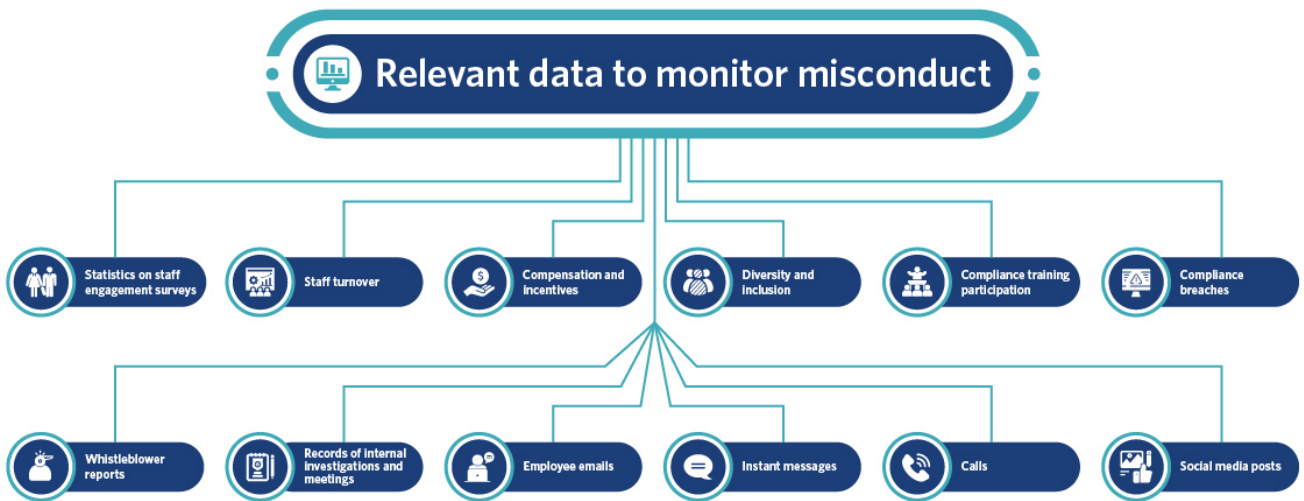 Relevant data to monitor misconduct
Statistics on staff
engagement surveys
Staff turnover
Compensation and
incentives
Diversity and
inclusion
Compliance training
participation
Compliance
breaches
Whistleblower
reports
Records of internal
investigations and
meetings
Employee emails
Instant messages
Calls
Social media posts